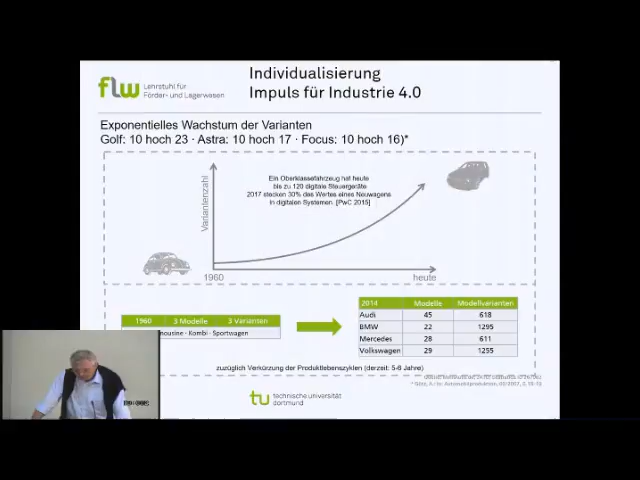 Individualisierung
Impuls für Industrie 4.0
flw
Lehrstuhl für
Förder- und Lagerwesen
Exponentielles Wachstum der Varianten
Golf: 10 hoch 23 · Astra: 10 hoch 17 · Focus: 10 hoch 16)*
Ein Oberklassefahrzeug hat heute
bis zu 120 digitale Steuergeräte
2017 stecken 30% des Wertes eines Neuwagens
in digitalen Systemen. [PwC 2015]
Variantenzahl
1960
heute
1960 3 Modelle 3 Varianten
Kombi · Sportwagen
2014 Modelle Modellvarianten
Audi 45 618
BMW 22 1295
Mercedes 28 611
Volkswagen 29 1255
zuzüglich Verkürzung der Produktlebenszyklen (derzeit: 5-6 Jahre)
tu technische universität
dortmund